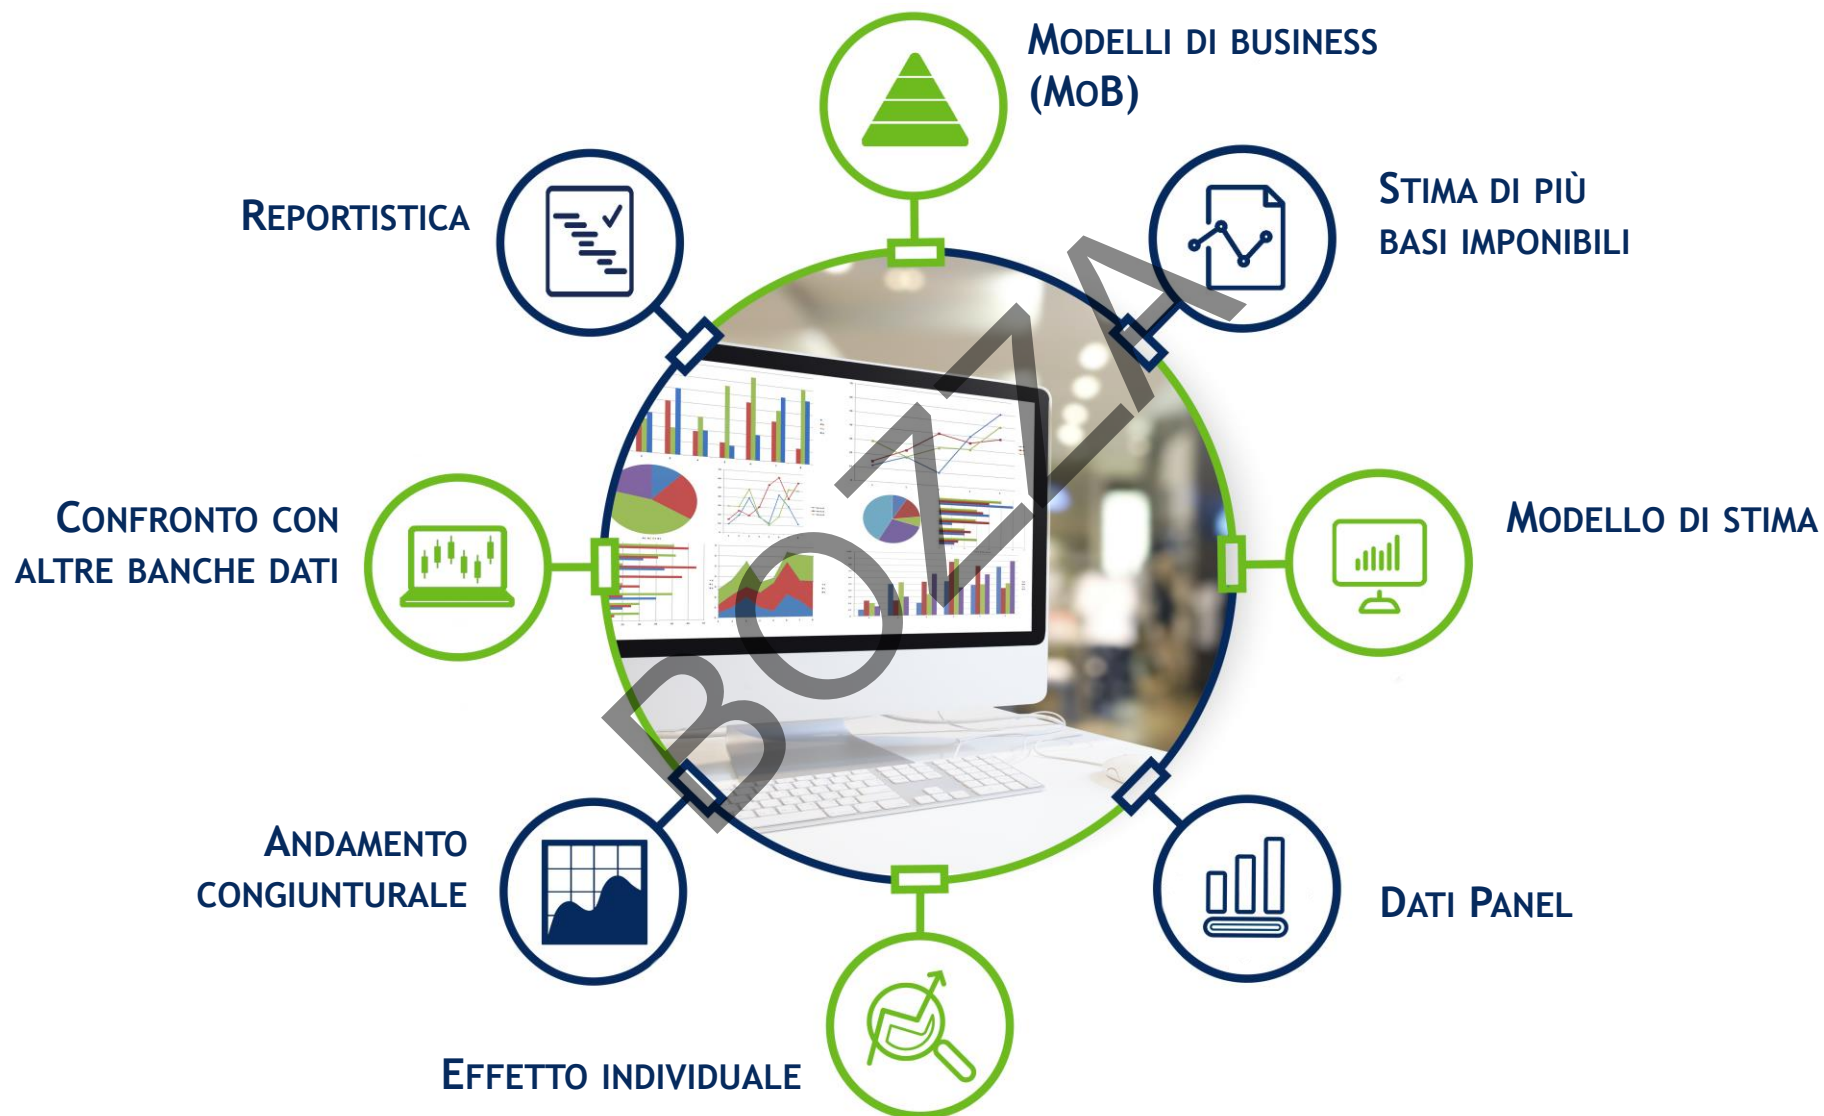 MODELLI DI BUSINESS
(MOB)
STIMA DI PIÙ
BASI IMPONIBILI
REPORTISTICA
CONFRONTO CON
ALTRE BANCHE DATI
MODELLO DI STIMA
ANDAMENTO
CONGIUNTURALE
DATI PANEL
EFFETTO INDIVIDUALE
BOZZA